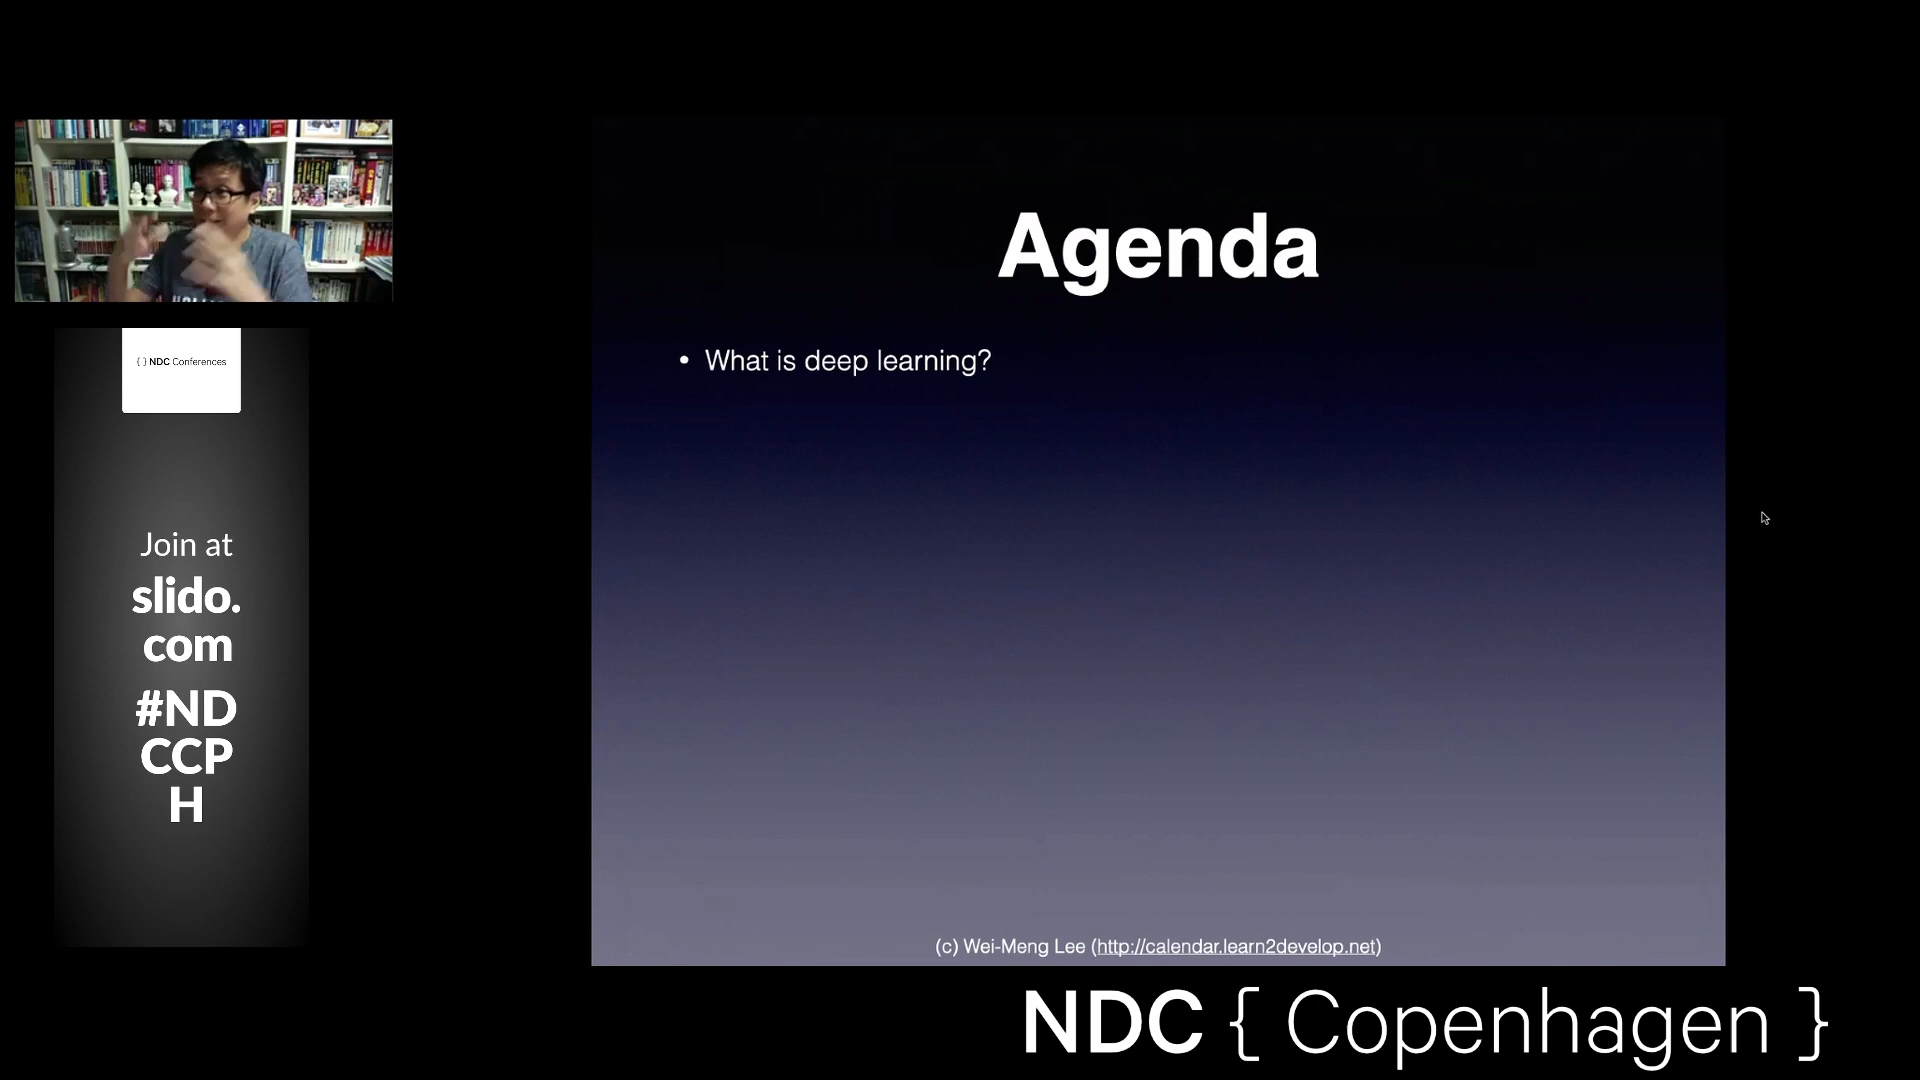 Agenda
• What is deep learning?
(c) Wei-Meng Lee (http://calendar.learn2develop.net)
{ } NDC Conferences
Join at
slido.
com
#ND
CCP
H
NDC { Copenhagen }